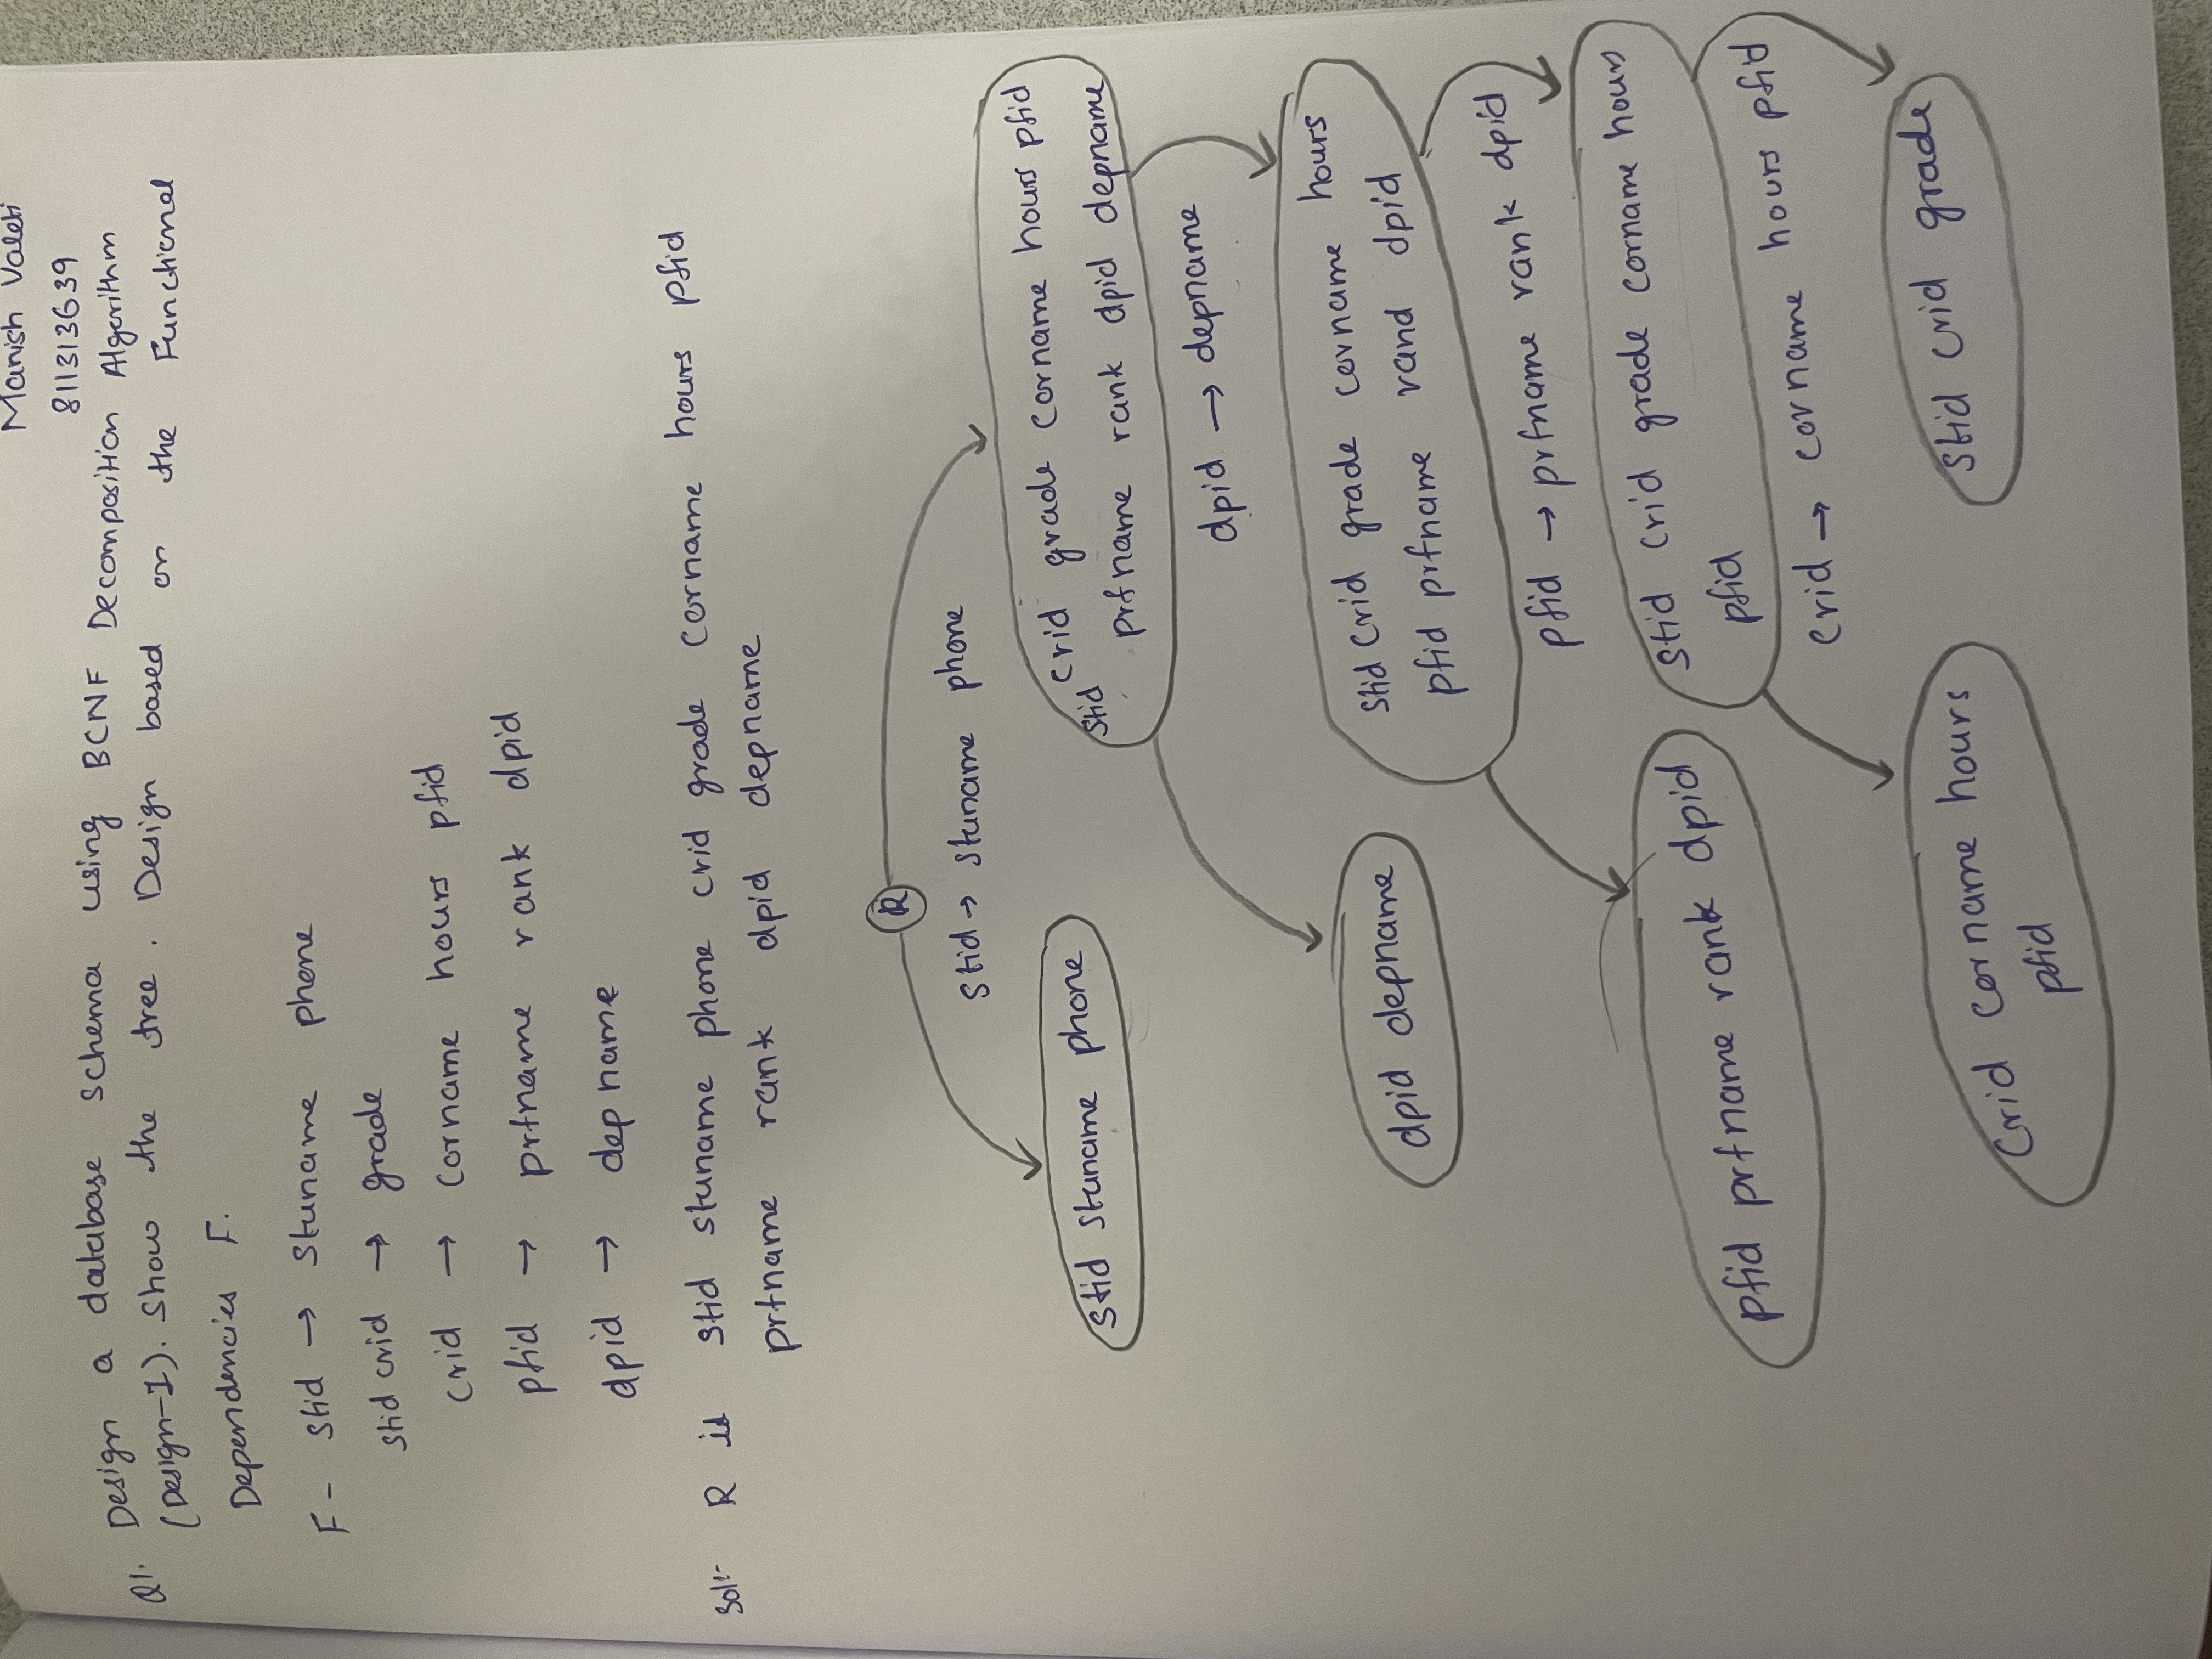 Manish Valeti
811313639
Q1. Design a database schema using BCNF Decomposition Algorithm
(Design-I). Show the tree. Design based on the Functional
Dependencies F.
F- stid → stuname phone
stid crid → grade
crid → corname hours pfid
pfid → prfname rank dpid
dpid → depname
Sol:- R is stid stuname phone crid grade corname hours pfid
prfname rank dpid depname
R
stid → stuname phone
stid stuname phone
stid crid grade corname hours pfid
prfname rank dpid depname
dpid → depname
dpid depname
stid crid grade corname hours
pfid prfname rand dpid
pfid → prfname rank dpid
pfid prfname rank dpid
stid crid grade corname hours
pfid
crid → corname hours pfid
crid corname hours
pfid
stid crid grade